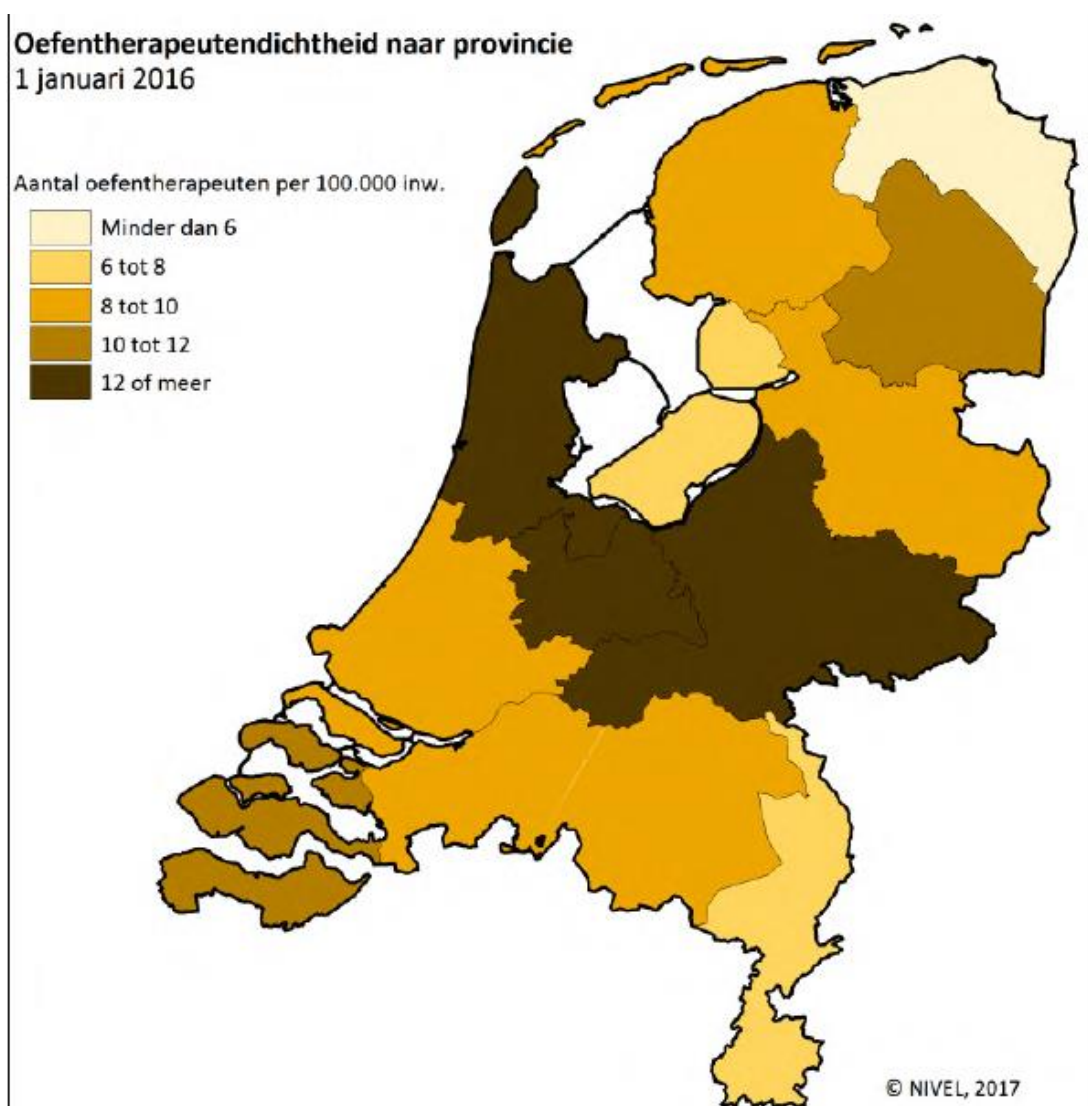 Oefentherapeutendichtheid naar provincie
1 januari 2016
Aantal oefentherapeuten per 100.000 inw.
Minder dan 6
6 tot 8
8 tot 10
10 tot 12
12 of meer
© NIVEL, 2017